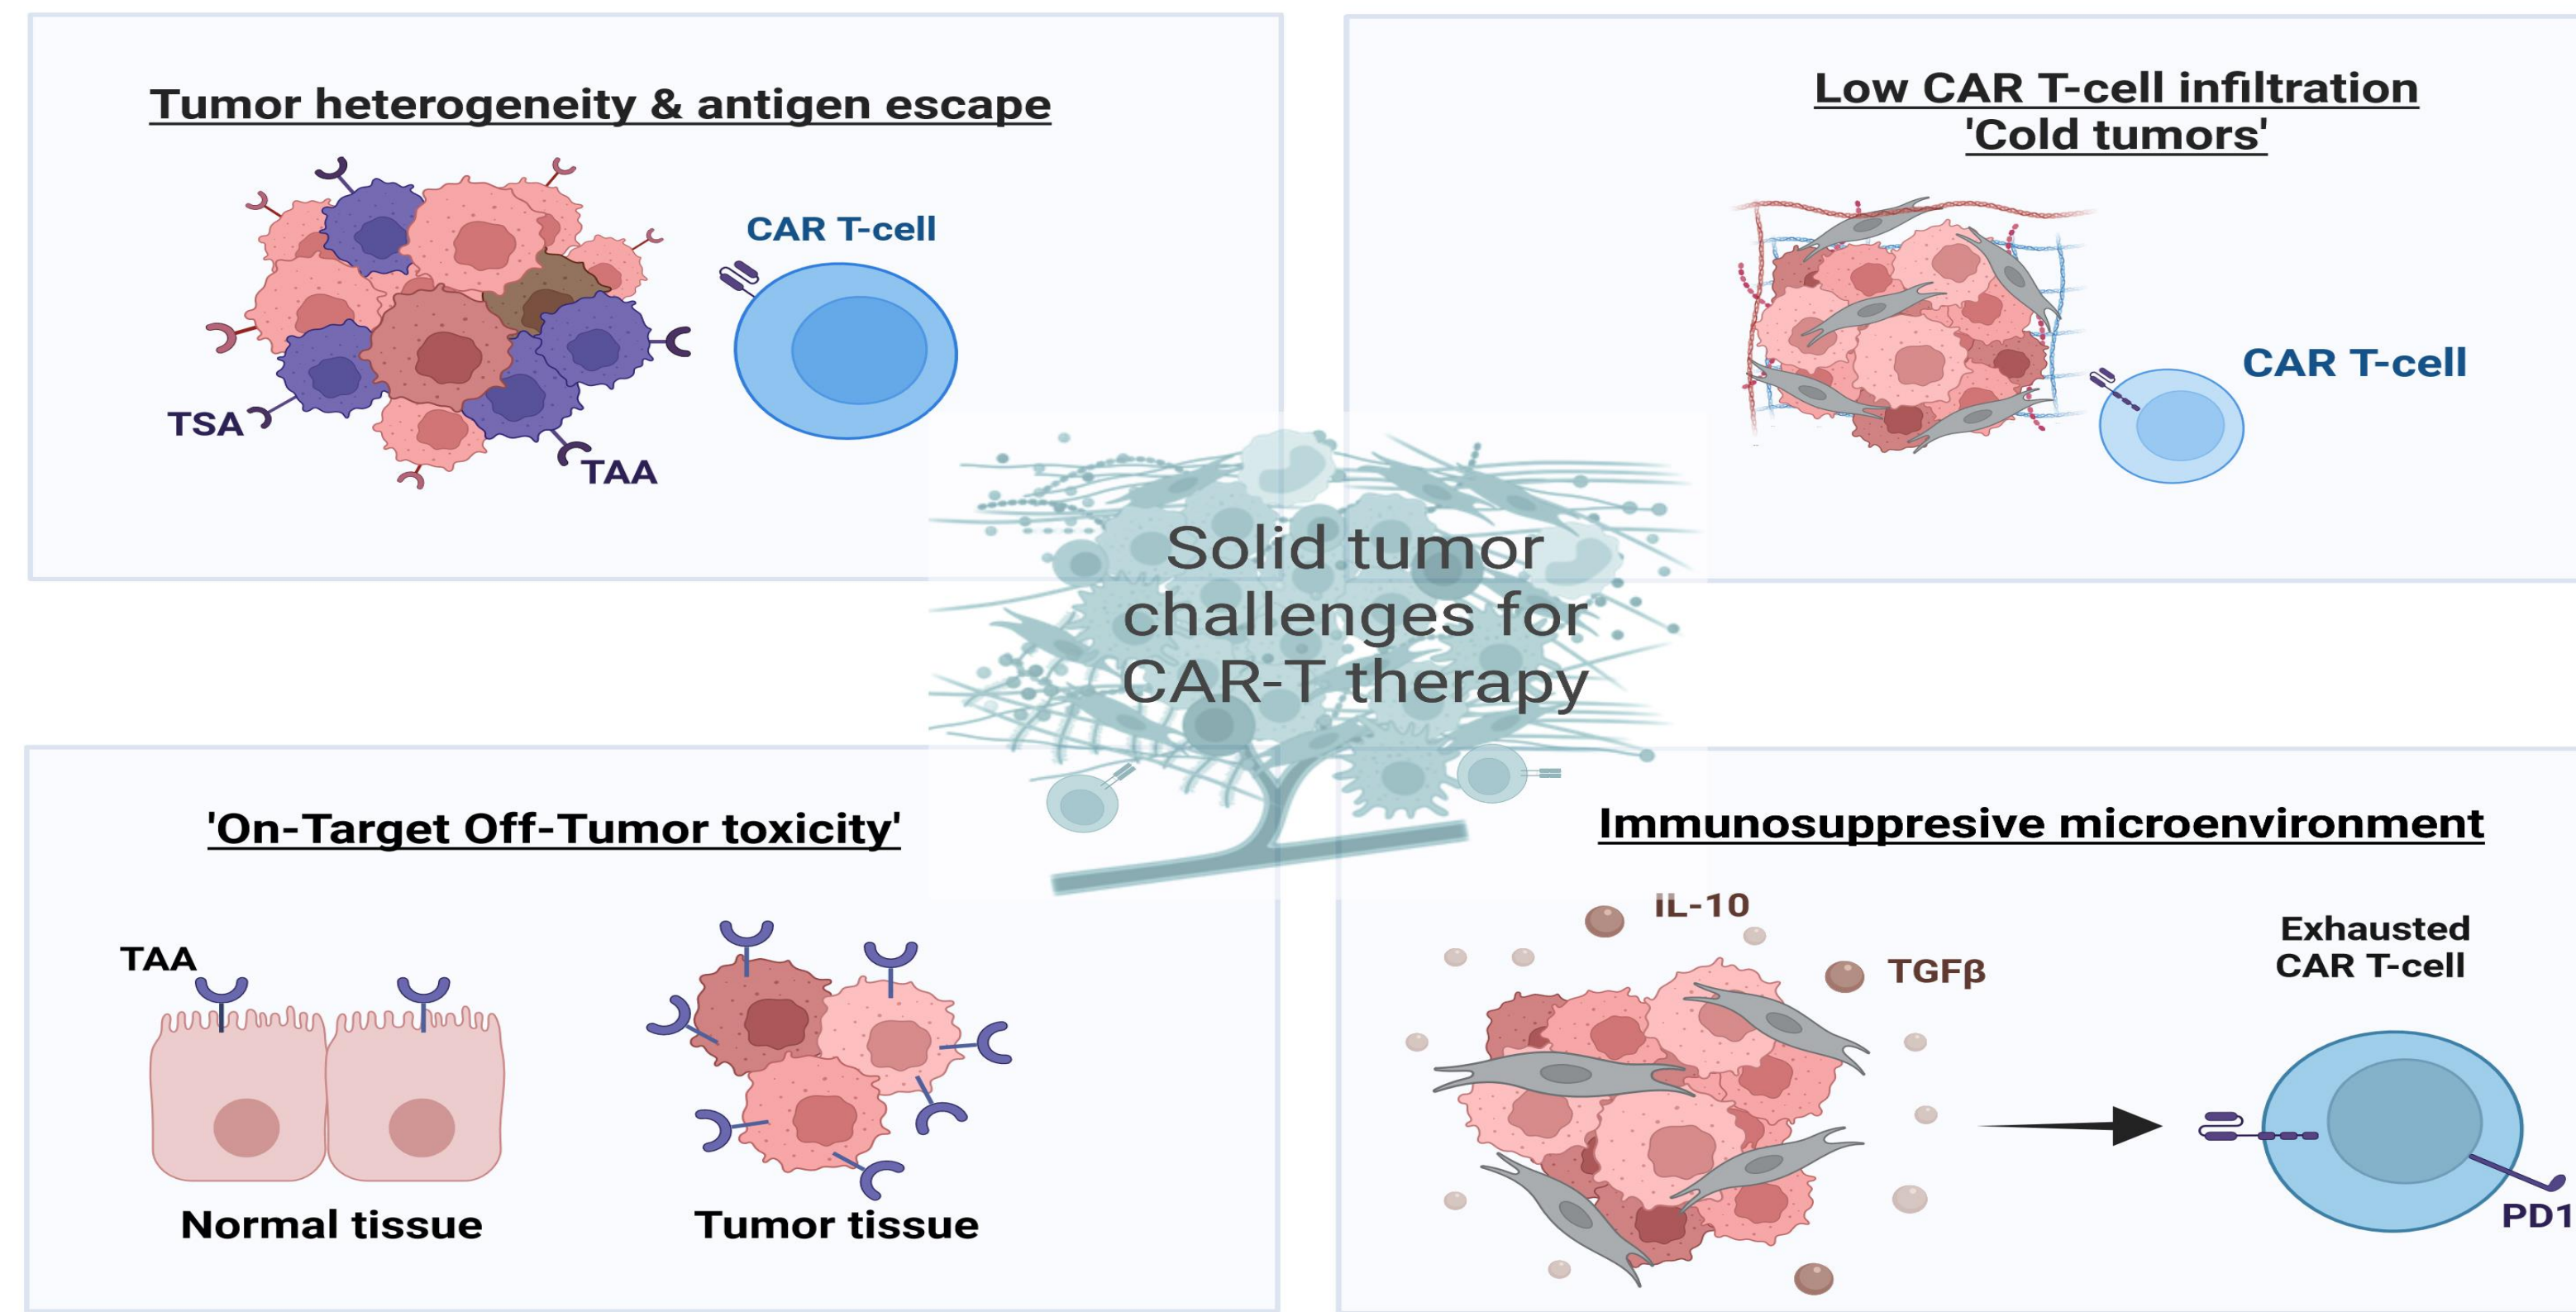 Tumor heterogeneity & antigen escape
CAR T-cell
TSA
TAA
Low CAR T-cell infiltration
'Cold tumors'
CAR T-cell
Solid tumor
challenges for
CAR-T therapy
'On-Target Off-Tumor toxicity'
TAA
Normal tissue
Tumor tissue
Immunosuppresive microenvironment
IL-10
TGFβ
Exhausted
CAR T-cell
PD1